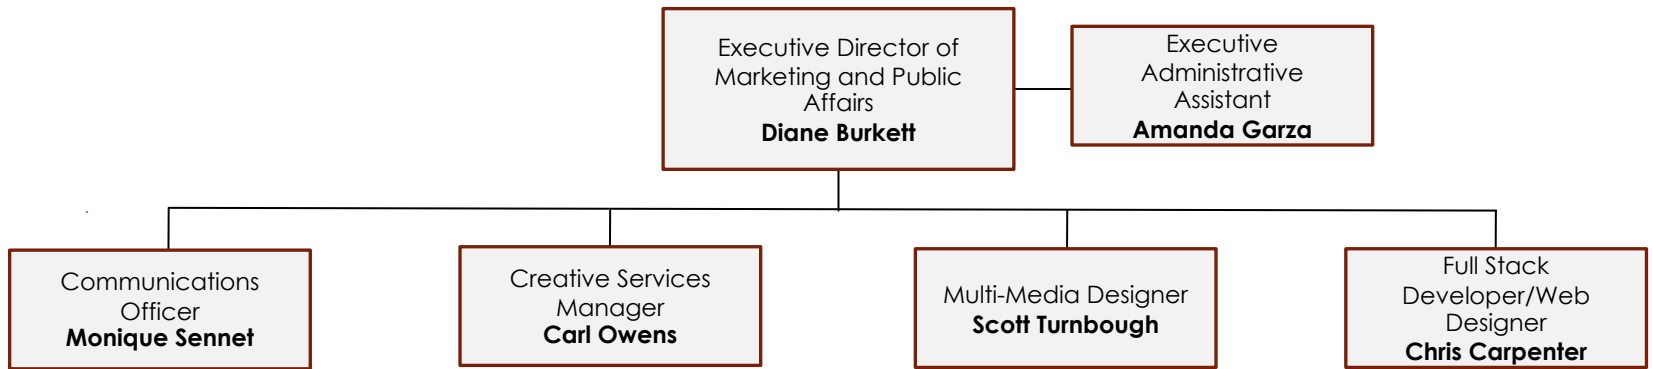 Executive Director of
Marketing and Public
Affairs
Diane Burkett
Executive
Administrative
Assistant
Amanda Garza
Communications
Officer
Monique Sennet
Creative Services
Manager
Carl Owens
Multi-Media Designer
Scott Turnbough
Full Stack
Developer/Web
Designer
Chris Carpenter